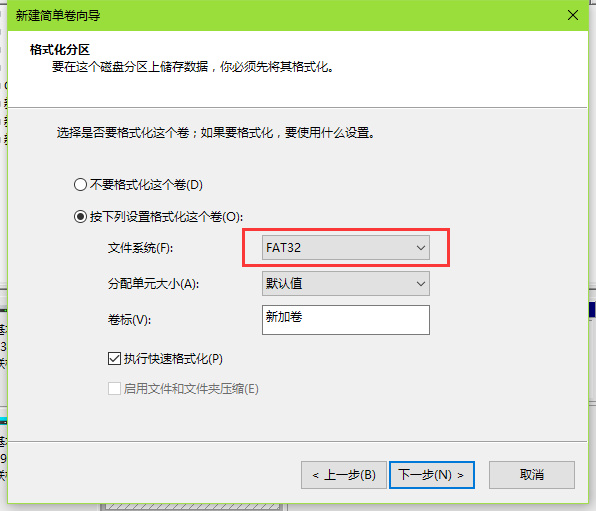 新建简单卷向导
格式化分区
要在这个磁盘分区上储存数据，你必须先将其格式化。
选择是否要格式化这个卷；如果要格式化，要使用什么设置。
不要格式化这个卷(D)
按下列设置格式化这个卷(O):
文件系统(F): FAT32
分配单元大小(A): 默认值
卷标(V): 新加卷
执行快速格式化(P)
启用文件和文件夹压缩(E)
< 上一步(B) 下一步(N) > 取消